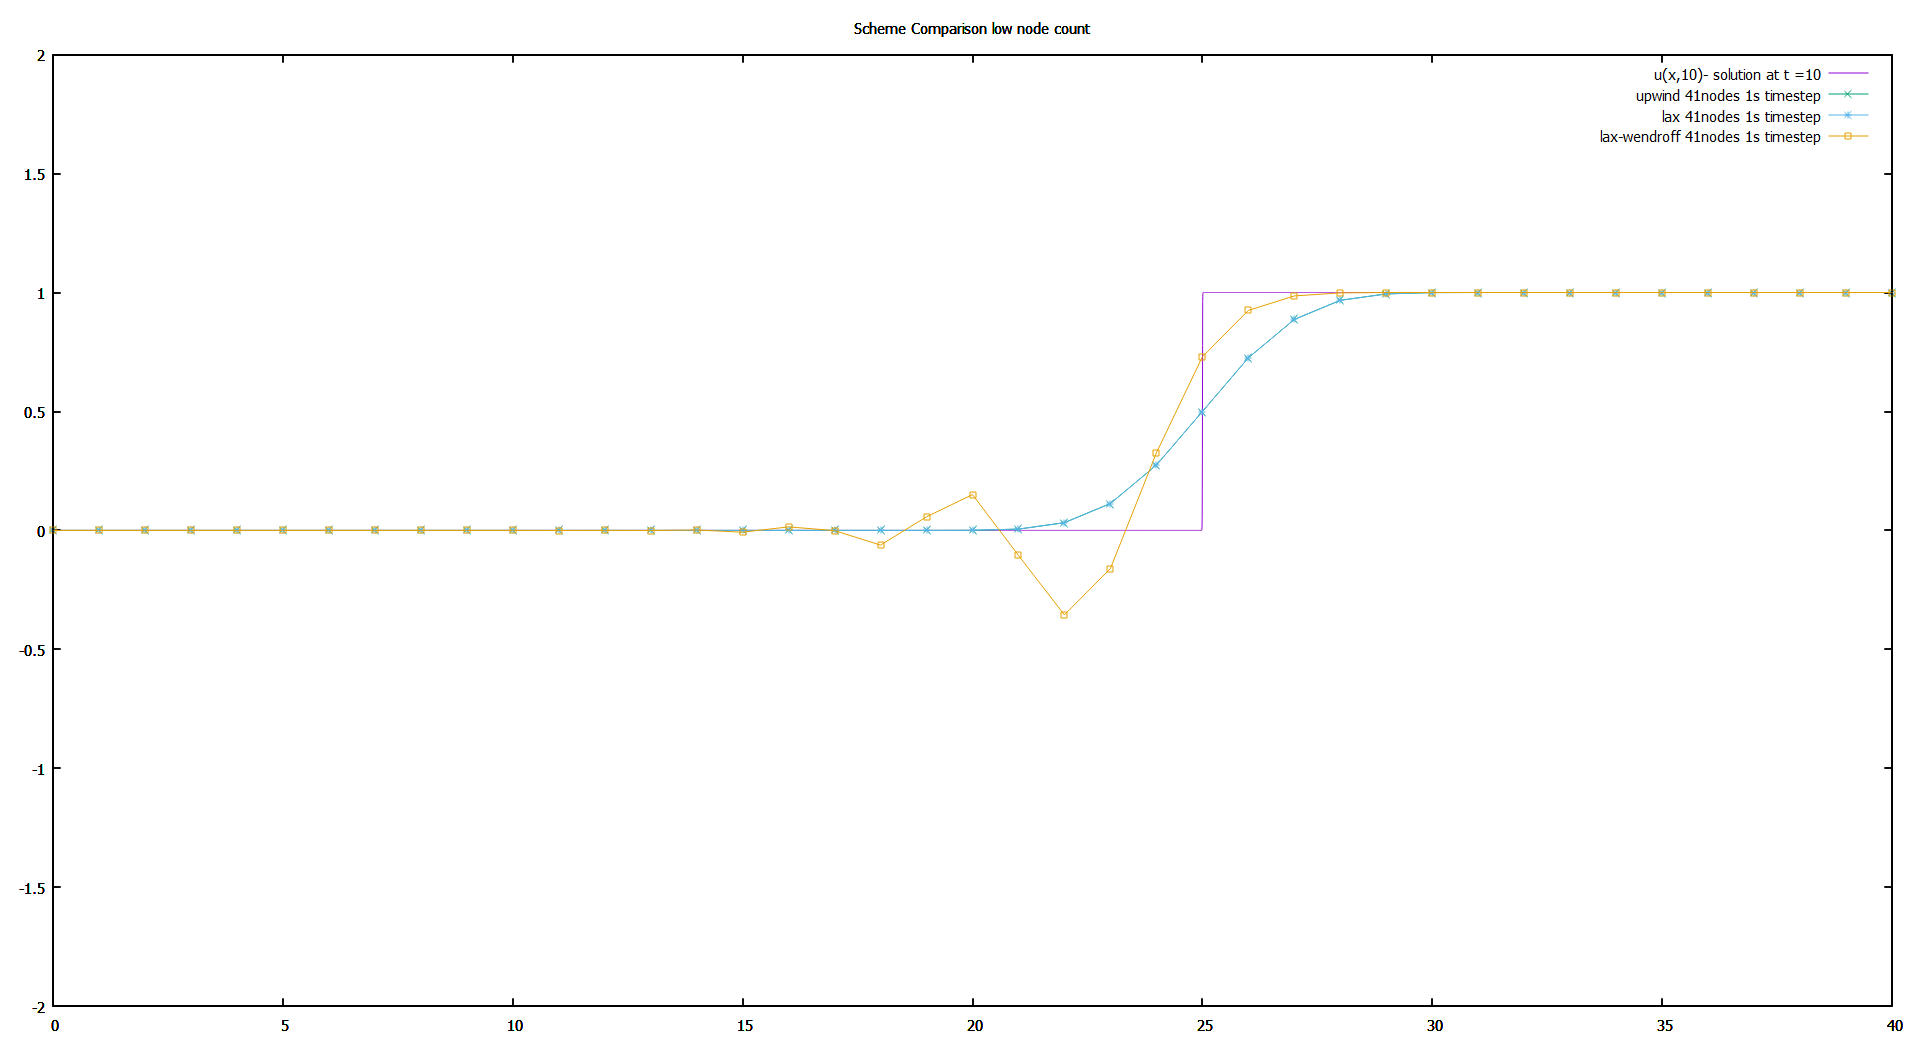 Scheme Comparison low node count
2
1.5
1
0.5
0
-0.5
-1
-1.5
-2
u(x,10)- solution at t =10
upwind 41nodes 1s timestep
lax 41nodes 1s timestep
lax-wendroff 41nodes 1s timestep
0 5 10 15 20 25 30 35 40